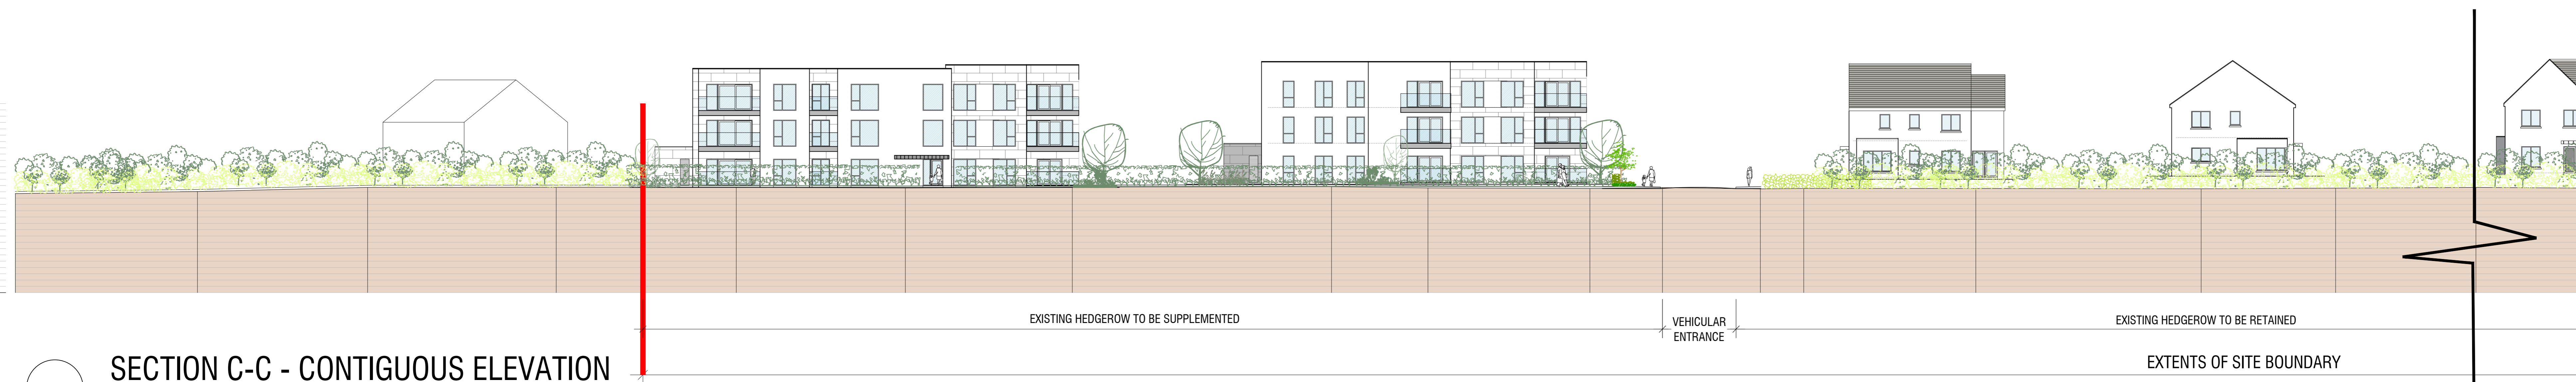 EXISTING HEDGEROW TO BE SUPPLEMENTED
VEHICULAR
ENTRANCE
EXISTING HEDGEROW TO BE RETAINED
SECTION C-C - CONTIGUOUS ELEVATION
EXTENTS OF SITE BOUNDARY